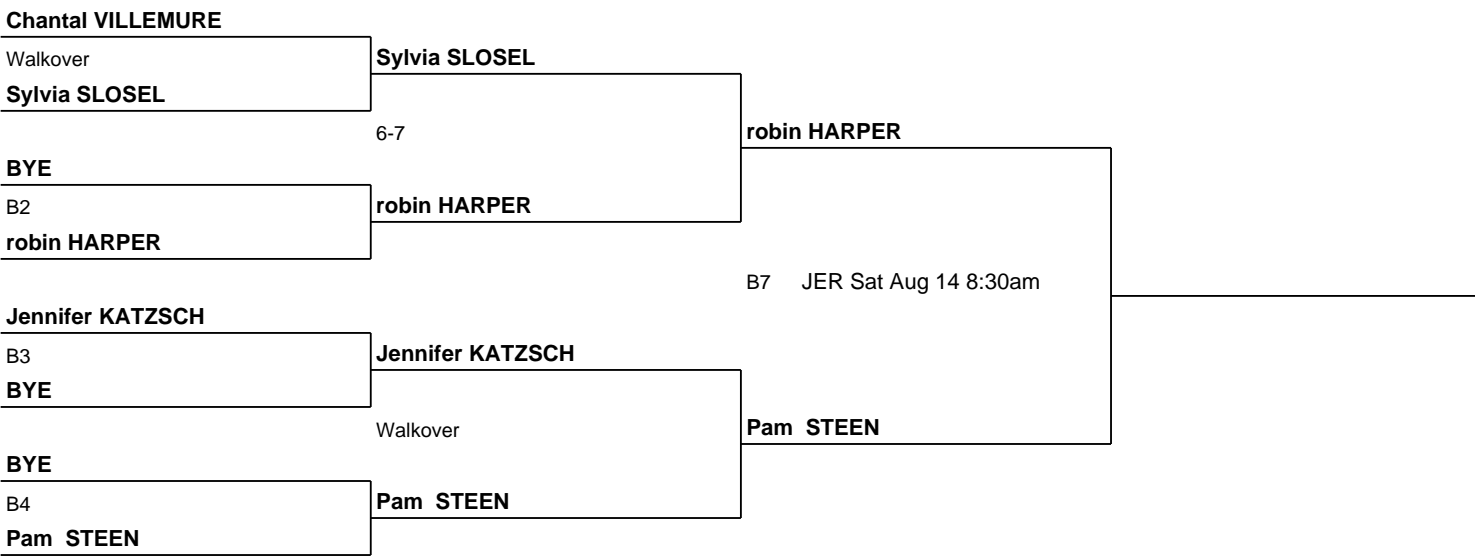 Chantal VILLEMURE
Walkover
Sylvia SLOSEL
Sylvia SLOSEL
6-7
robin HARPER
BYE
B2
robin HARPER
robin HARPER
B7 JER Sat Aug 14 8:30am
Jennifer KATZSCH
B3
Jennifer KATZSCH
BYE
Walkover
Pam STEEN
BYE
B4
Pam STEEN
Pam STEEN